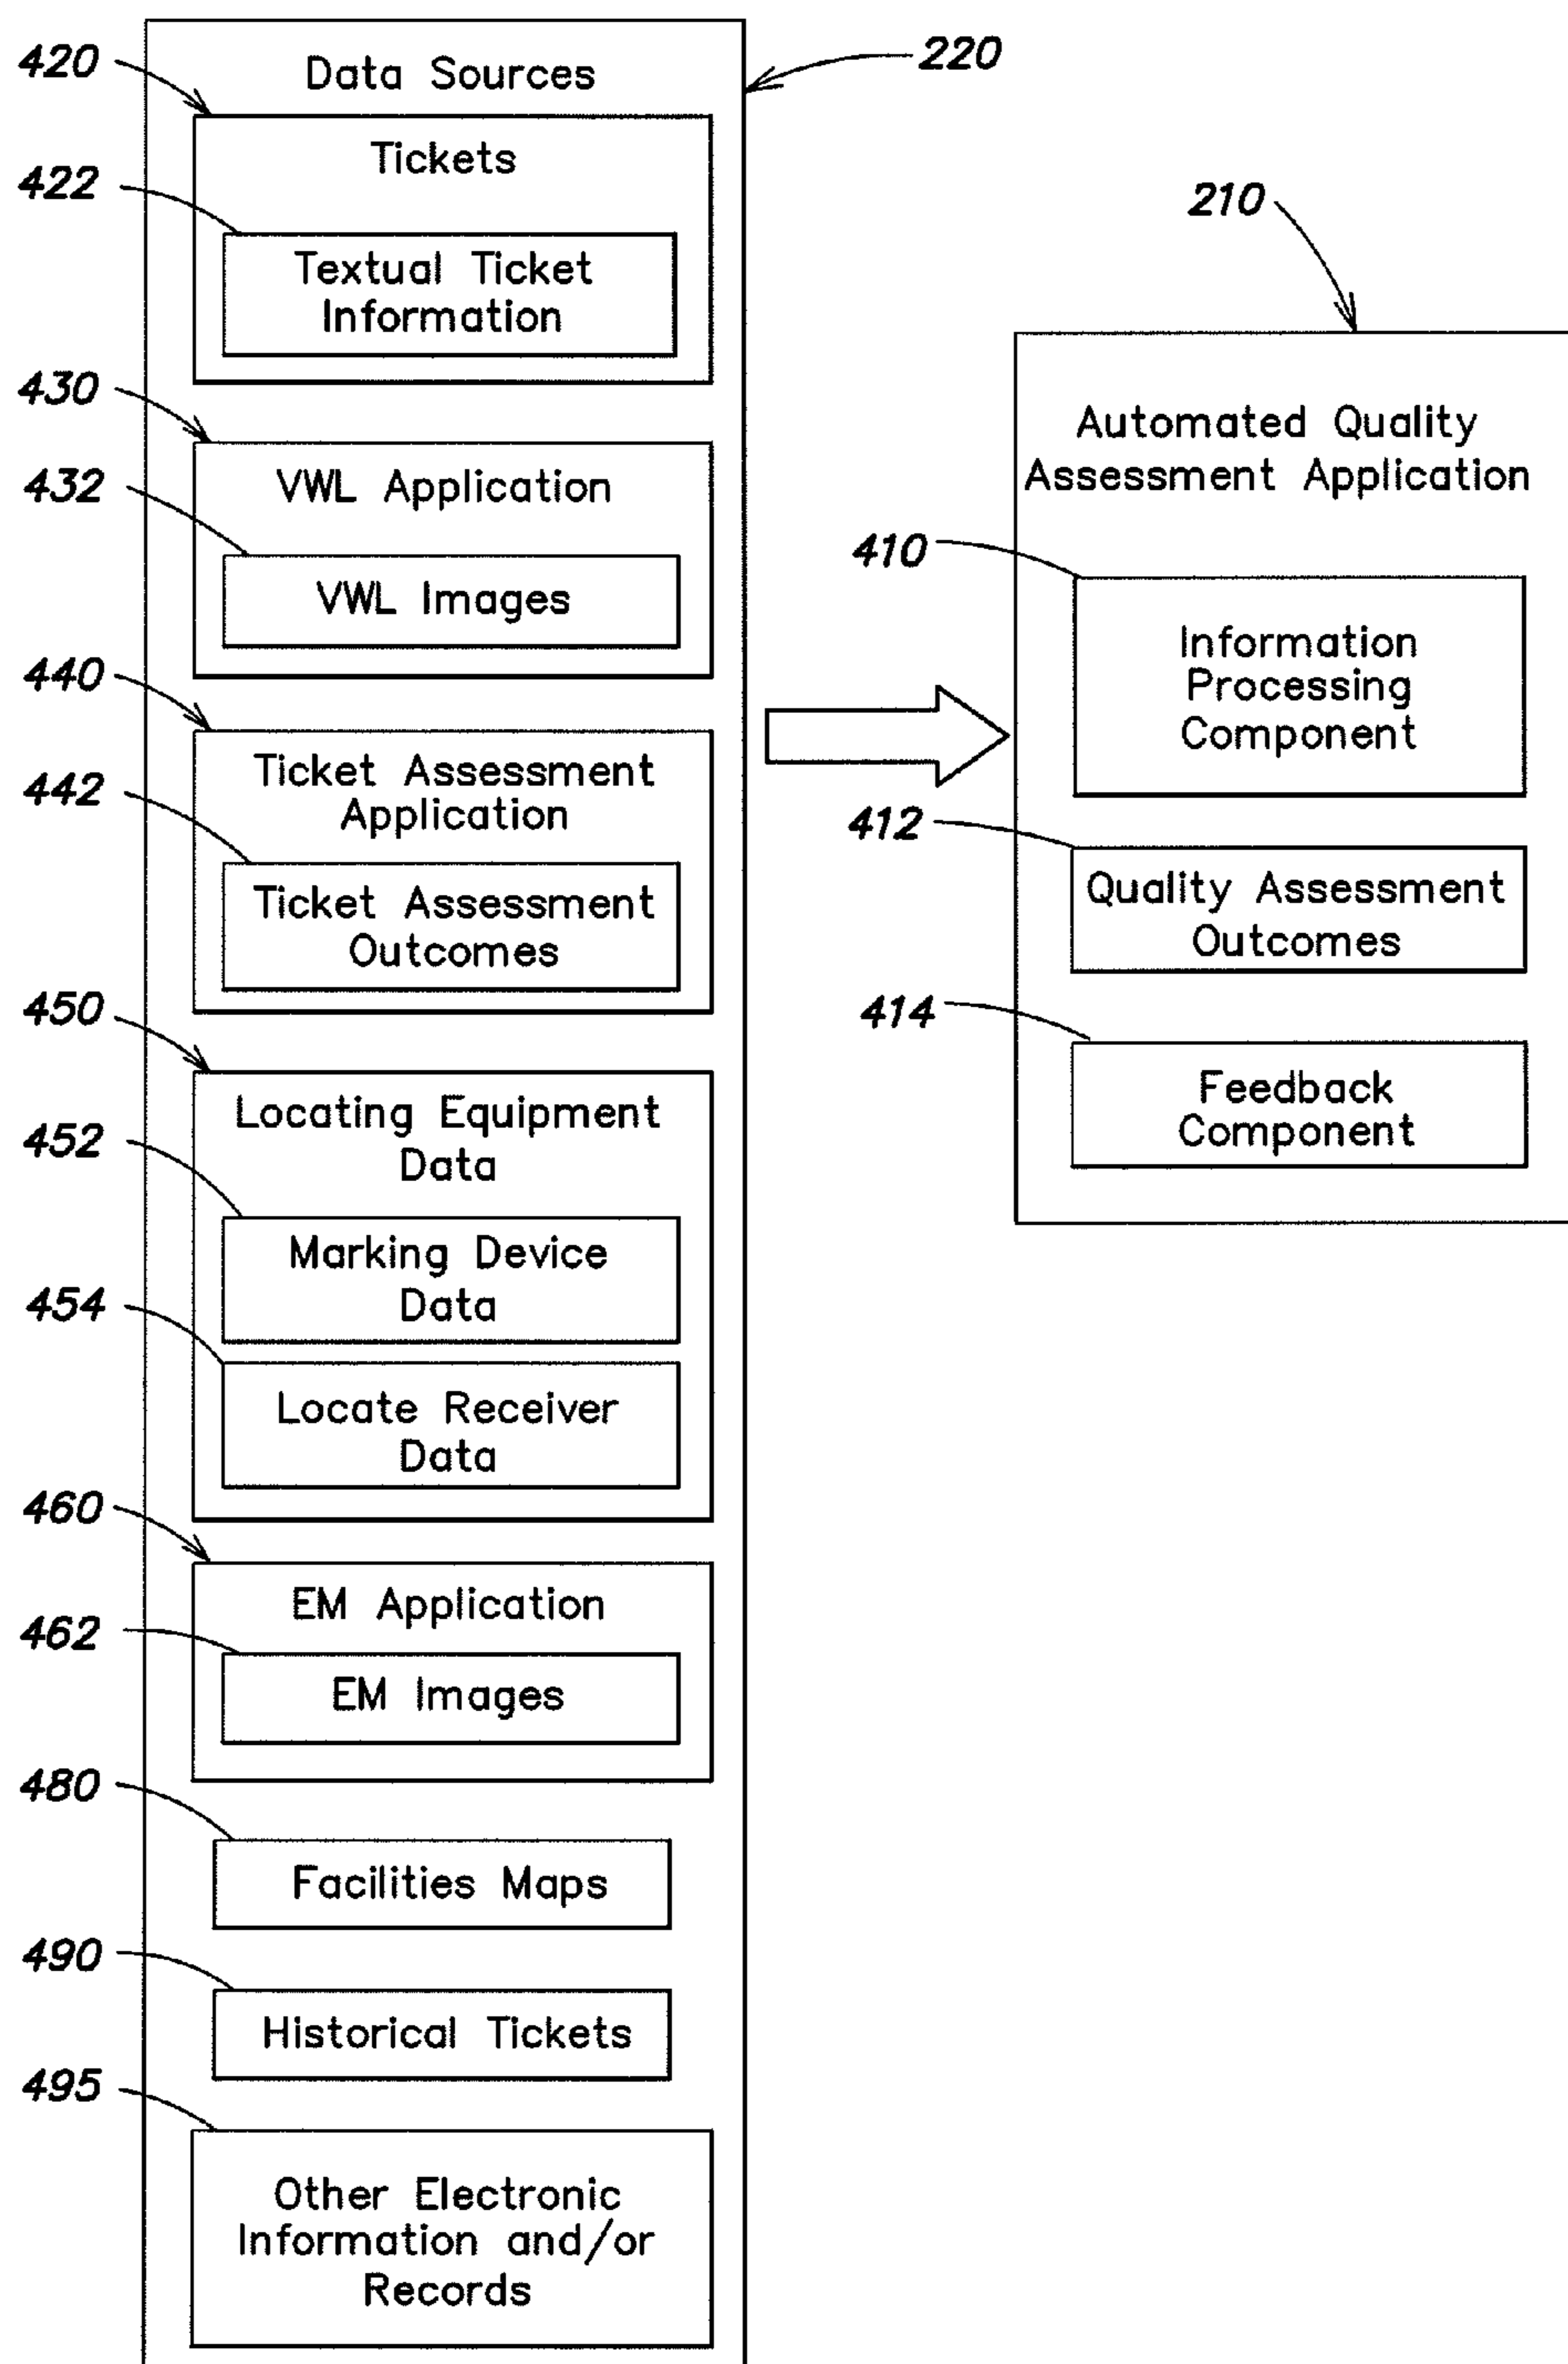 420
Data Sources
220
Tickets
422
Textual Ticket
Information
210
430
VWL Application
432
VWL Images
Automated Quality
Assessment Application
410
Information
Processing
Component
440
Ticket Assessment
Application
442
Ticket Assessment
Outcomes
412
Quality Assessment
Outcomes
414
Feedback
Component
450
Locating Equipment
Data
452
Marking Device
Data
454
Locate Receiver
Data
460
EM Application
462
EM Images
480
Facilities Maps
490
Historical Tickets
495
Other Electronic
Information and/or
Records